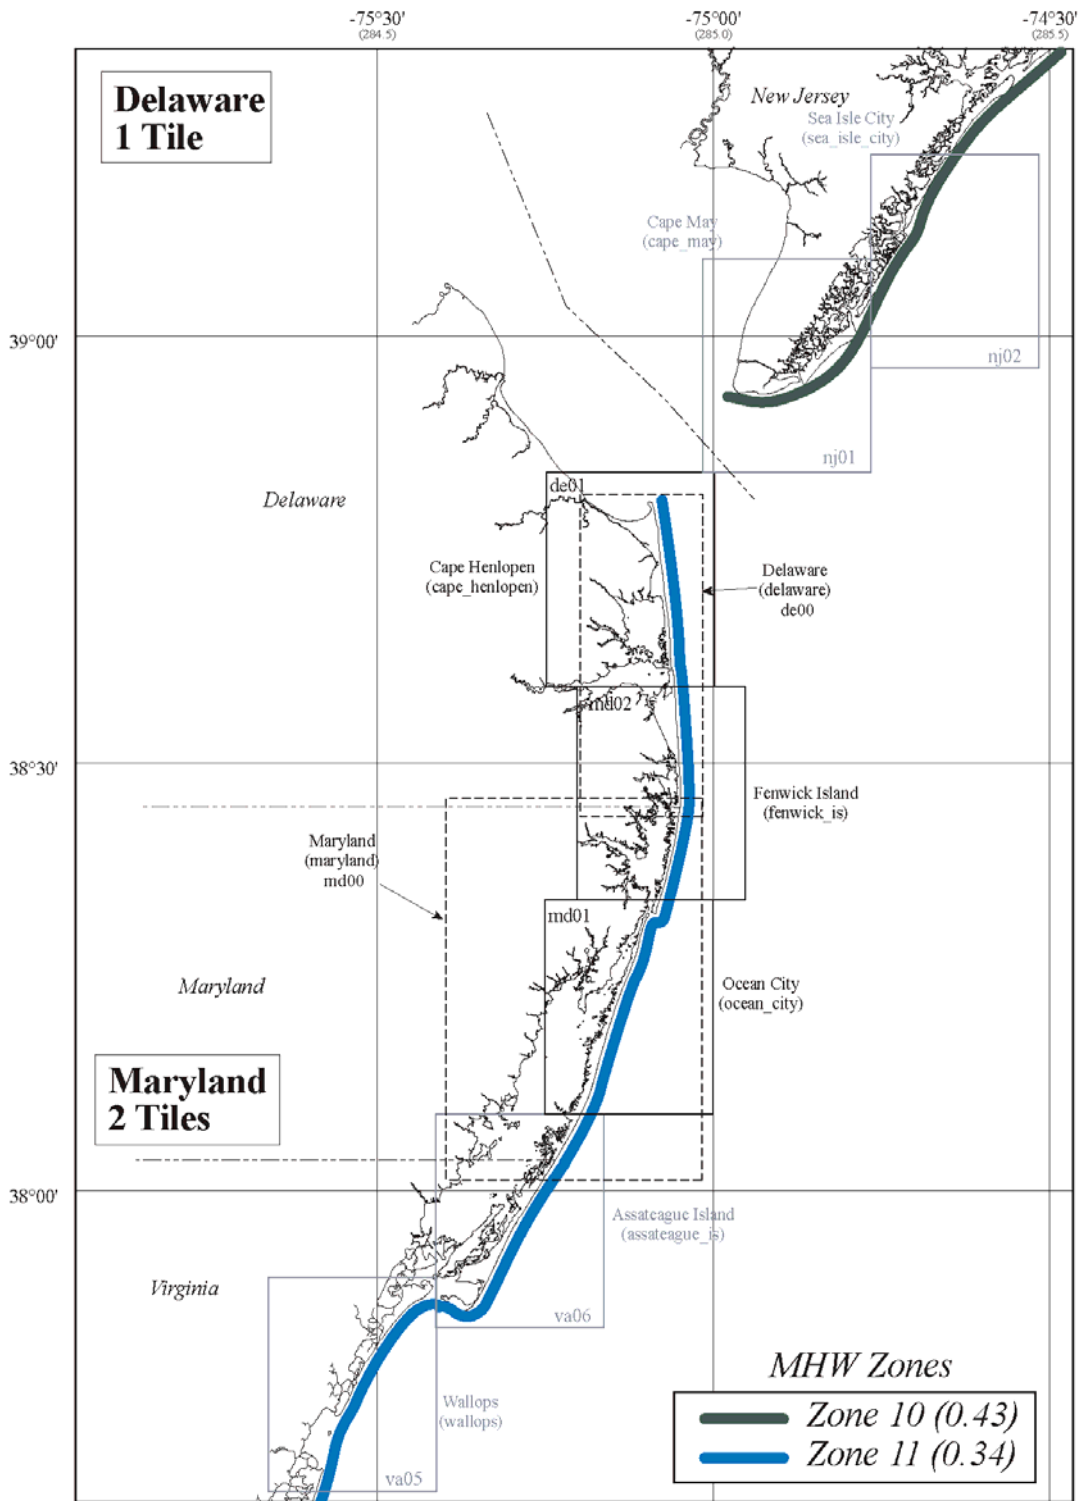 -75°30'
(284.5)
-75°00'
(285.0)
-74°30'
(285.5)
Delaware
1 Tile
New Jersey
Sea Isle City
(sea_isle_city)
Cape May
(cape_may)
39°00'
nj02
nj01
de01
Delaware
Cape Henlopen
(cape_henlopen)
Delaware
(delaware)
de00
md02
38°30'
Fenwick Island
(fenwick_is)
Maryland
(maryland)
md00
md01
Maryland
Ocean City
(ocean_city)
Maryland
2 Tiles
38°00'
Assateague Island
(assateague_is)
Virginia
va06
Wallops
(wallops)
va05
MHW Zones
Zone 10 (0.43)
Zone 11 (0.34)